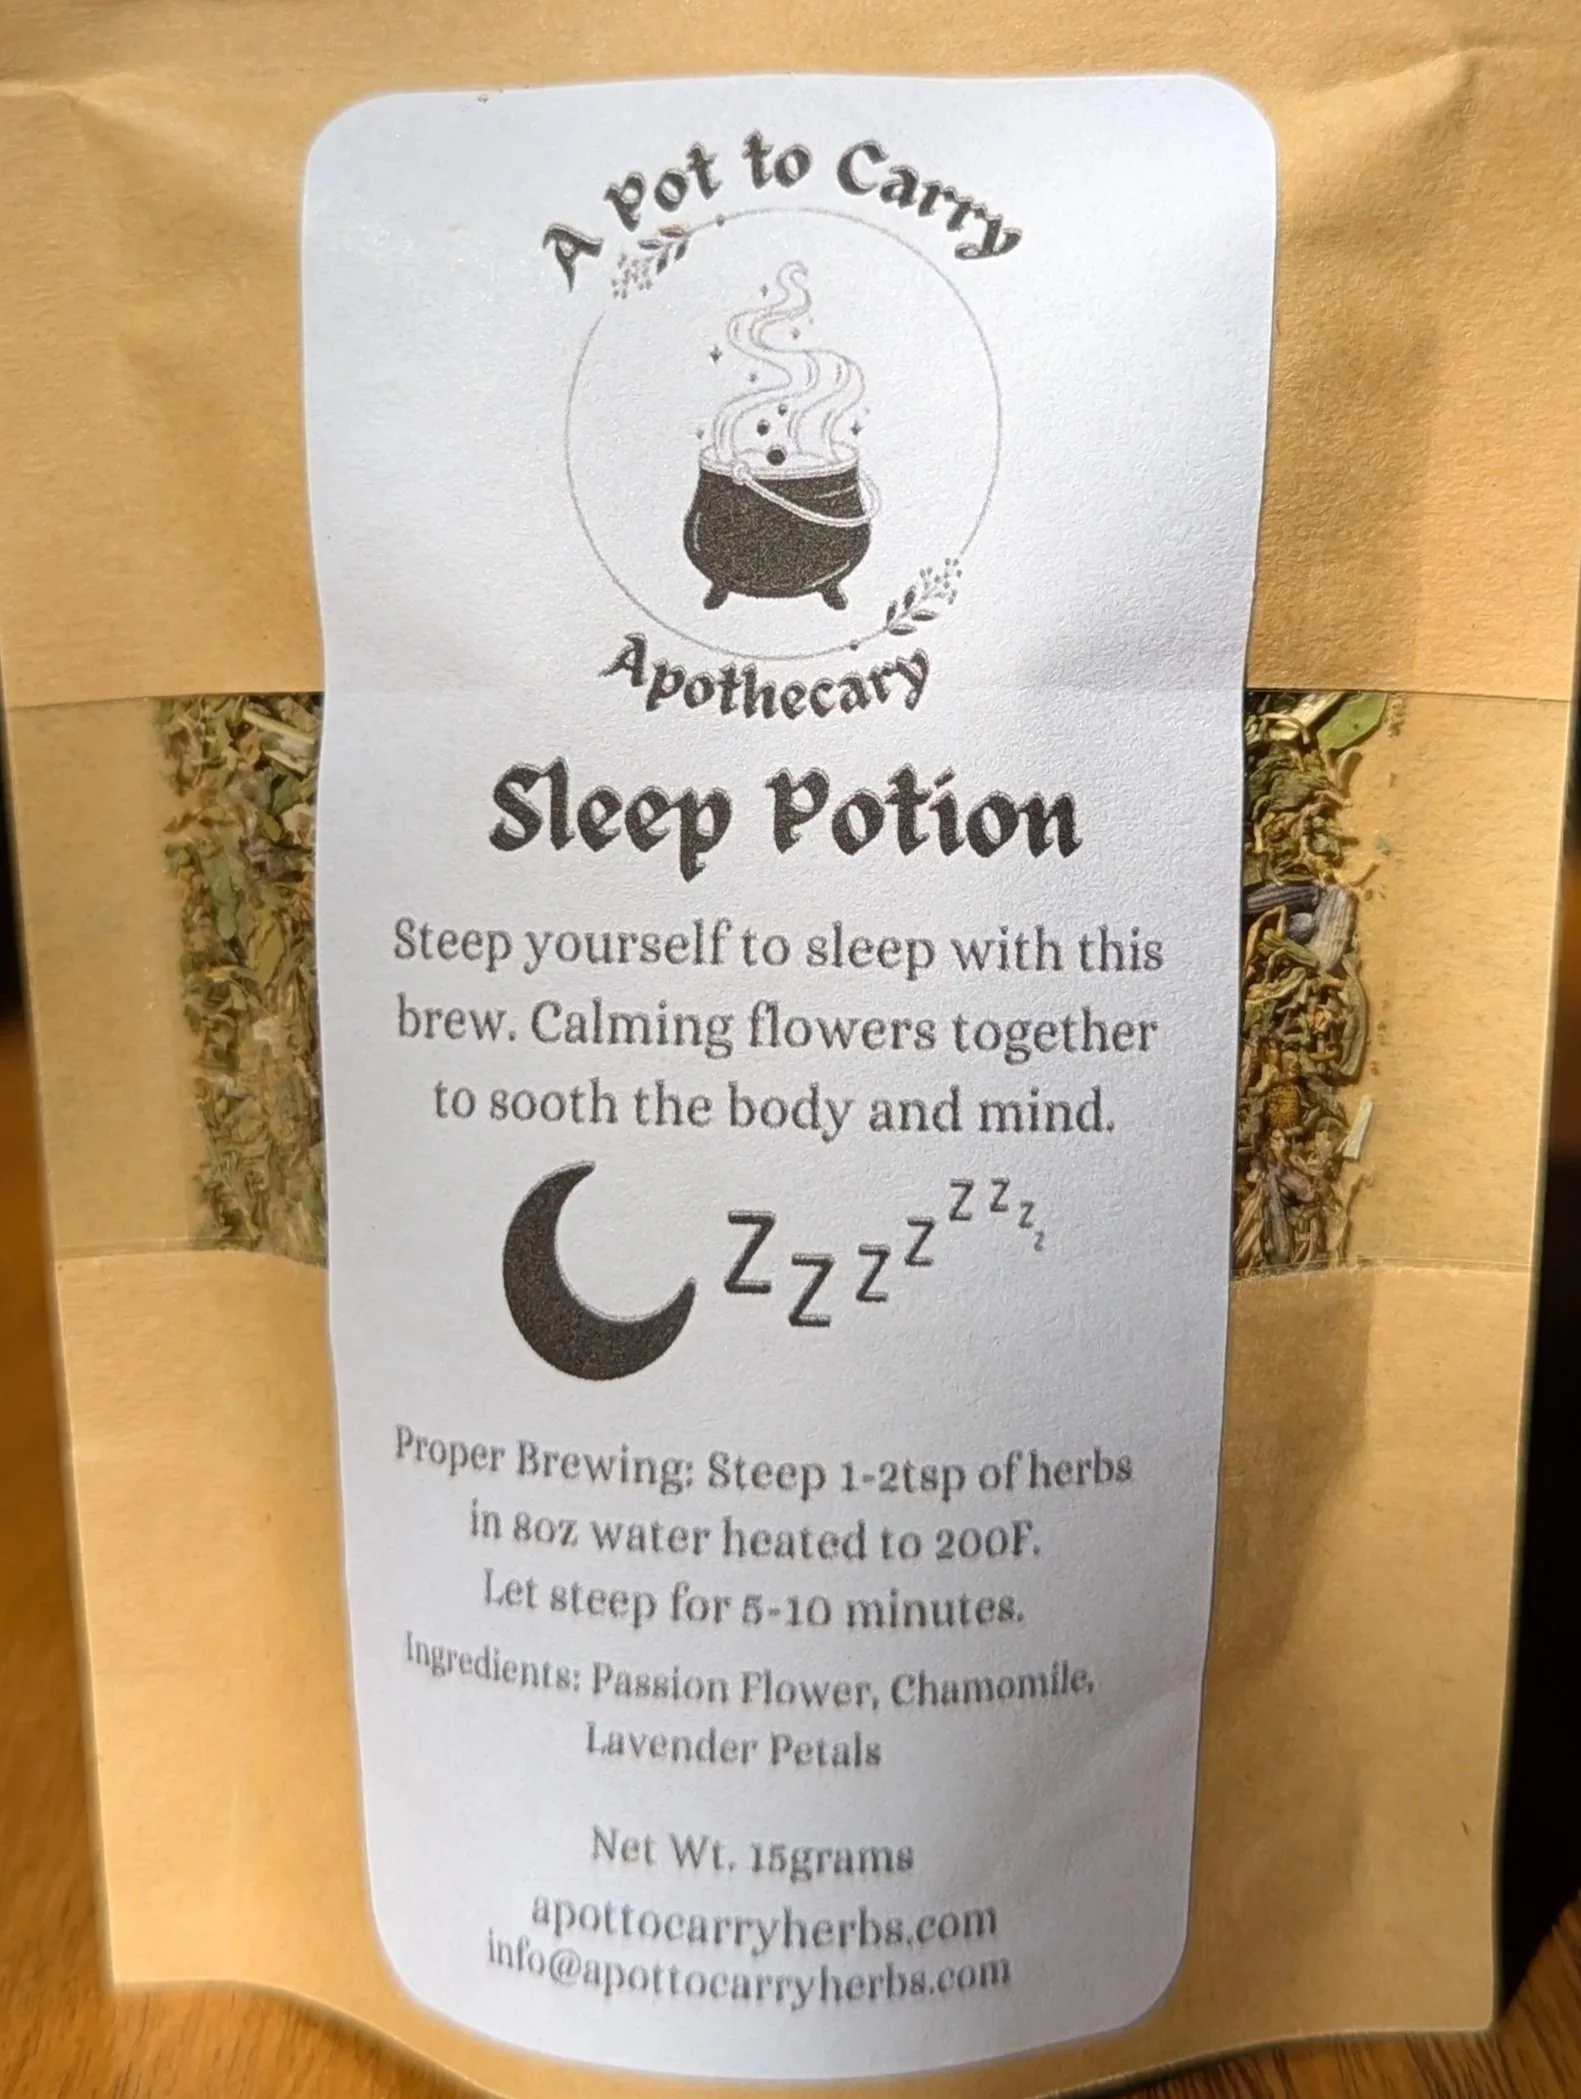 A Pot to Carry
Apothecary
Sleep Potion
Steep yourself to sleep with this
brew. Calming flowers together
to sooth the body and mind.
Z Z Z Z Z Z Z Z
Proper Brewing: Steep 1-2tsp of herbs
in 8oz water heated to 200F.
Let steep for 5-10 minutes.
Ingredients: Passion Flower, Chamomile,
Lavender Petals
Net Wt. 15grams
apottocarryherbs.com
info@apottocarryherbs.com